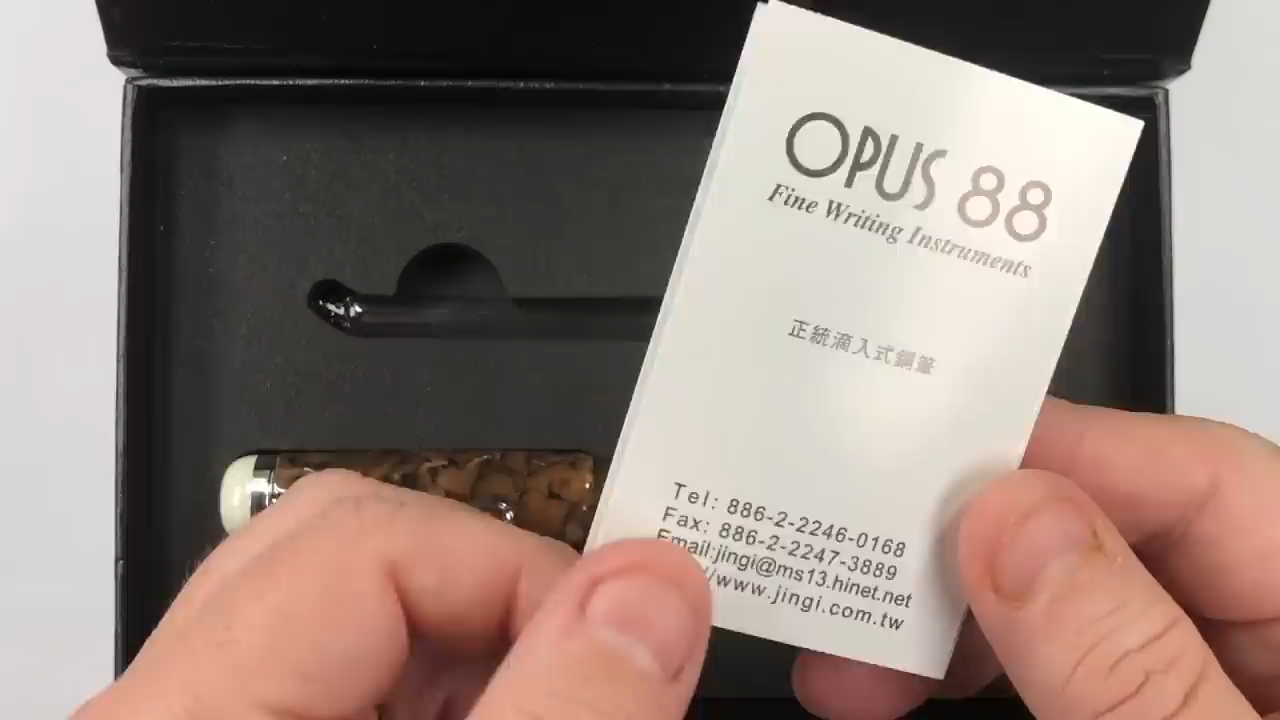 OPUS 88
Fine Writing Instruments
正統滴入式鋼筆
Tel: 886-2-2246-0168
Fax: 886-2-2247-3889
Email:jingi@ms13.hinet.net
//www.jingi.com.tw